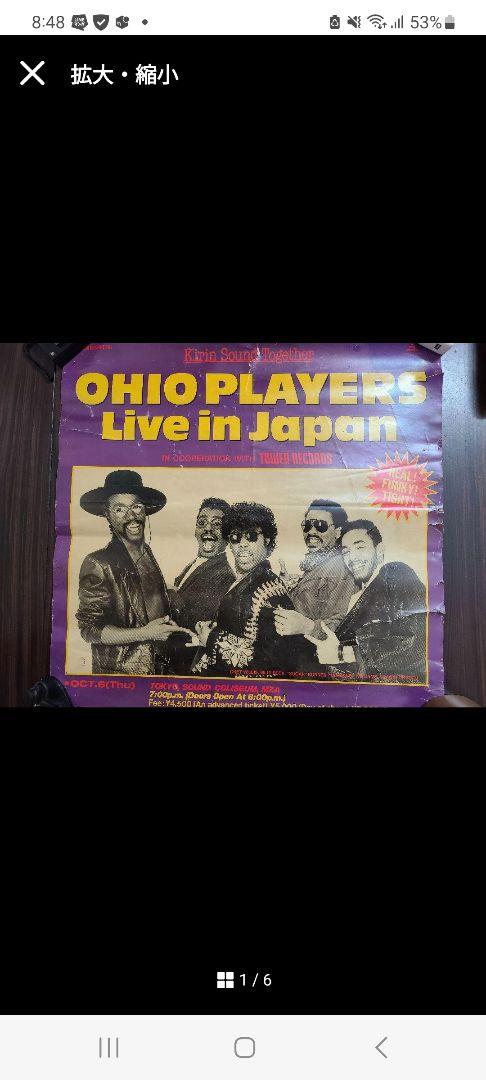 8:48
53%
拡大・縮小
Kirin Sound Together
OHIO PLAYERS
Live in Japan
IN COOPERATION WITH TOWER RECORDS
REAL!
FUNKY!
TIGHT!
OCT.6(Thu)
TOKYO, SOUND COLISEUM, MZA
7:00p.m. (Doors Open At 6:00p.m.)
Fee: ¥4,500 (An advanced ticket) ¥5,000
1 / 6